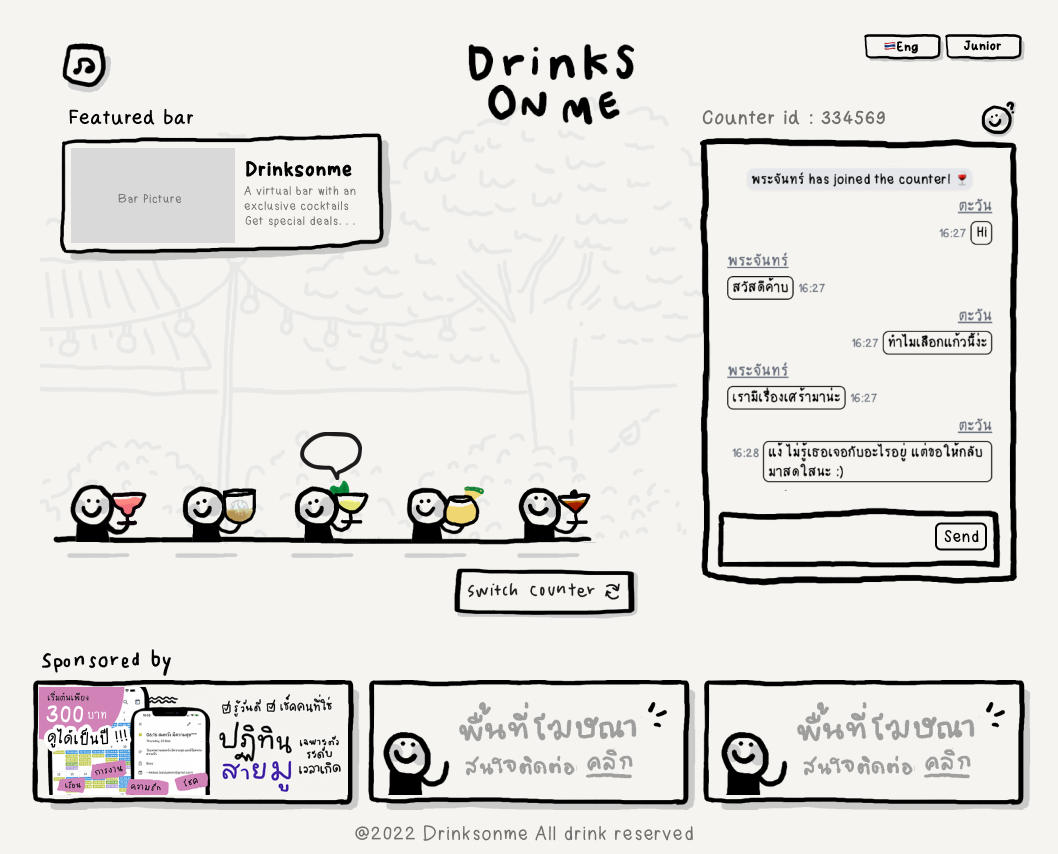 Drinks
ON ME
Eng
Junior
Featured bar
Bar Picture
Drinksonme
A virtual bar with an
exclusive cocktails
Get special deals...
Counter id : 334569
พระจันทร์ has joined the counter!
ตะวัน
16:27 Hi
พระจันทร์
สวัสดีค้าบ 16:27
ตะวัน
16:27 ทำไมเลือกแก้วนี้ง่ะ
พระจันทร์
เรามีเรื่องเศร้ามาน่ะ 16:27
ตะวัน
16:28 แง้ ไม่รู้เธอเจอกับอะไรอยู่ แต่ขอให้กลับ
มาสดใสนะ :)
Send
Switch counter
Sponsored by
เริ่มต้นเพียง
300 บาท
ดูได้เป็นปี !!!
การงาน
เรียน
ความรัก
โชค
รู้วันดี เช็คคนที่ใช่
ปฏิทิน
สายมู
เฉพาะตัว
ระดับ
เวลาเกิด
พื้นที่โฆษณา
สนใจติดต่อ คลิก
พื้นที่โฆษณา
สนใจติดต่อ คลิก
©2022 Drinksonme All drink reserved